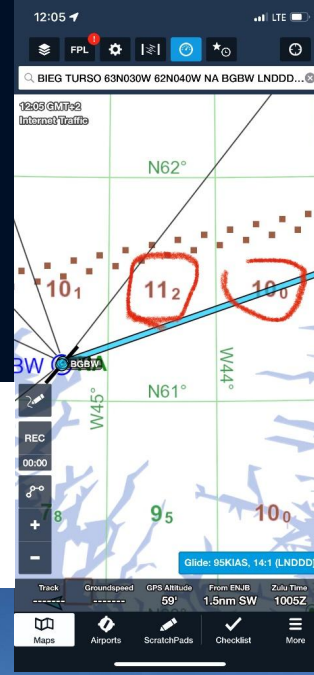 12:05
LTE
FPL
!
BIEG TURSO 63N030W 62N040W NA BGBW LNDDD...
12:05 GMT+2
Internet Traffic
N62°
10₁
11₂
10₀
BW
BGBW
N61°
W45°
W44°
REC
00:00
7₈
9₅
10₀
+
-
Glide: 95KIAS, 14:1 (LNDDD)
Track Groundspeed GPS Altitude From ENJB Zulu Time
------- ------- 59' 1.5nm SW 1005Z
Maps Airports ScratchPads Checklist More